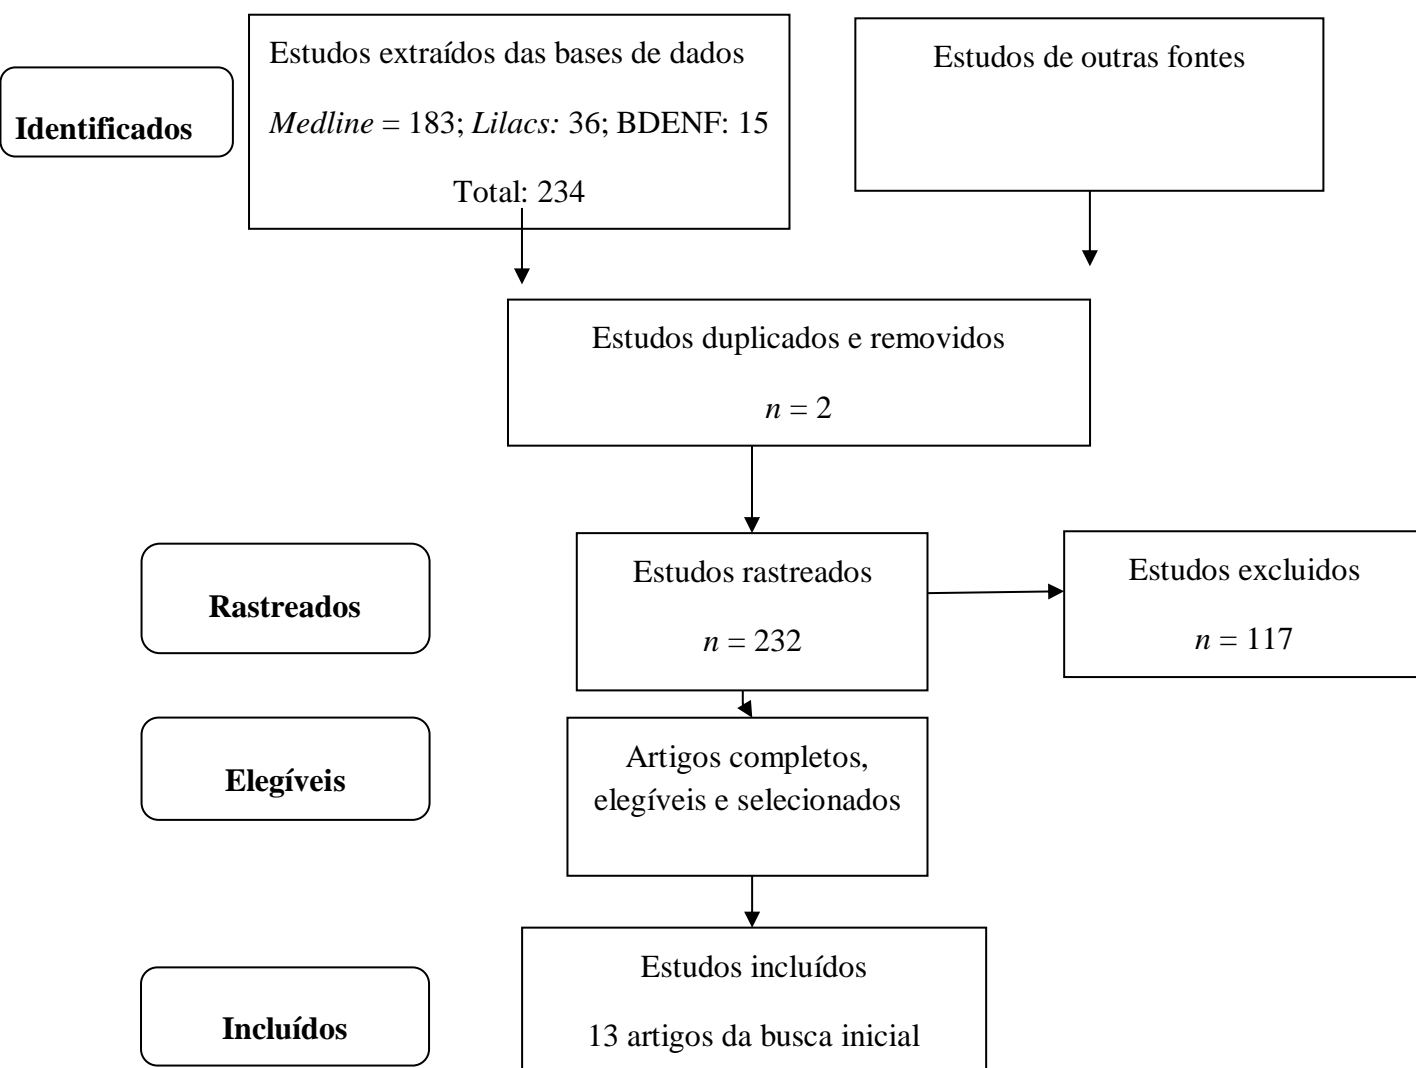 Identificados
Estudos extraídos das bases de dados
Medline = 183; Lilacs: 36; BDENF: 15
Total: 234
Estudos de outras fontes
Estudos duplicados e removidos
n = 2
Rastreados
Estudos rastreados
n = 232
Estudos excluidos
n = 117
Elegíveis
Artigos completos,
elegíveis e selecionados
Incluídos
Estudos incluídos
13 artigos da busca inicial